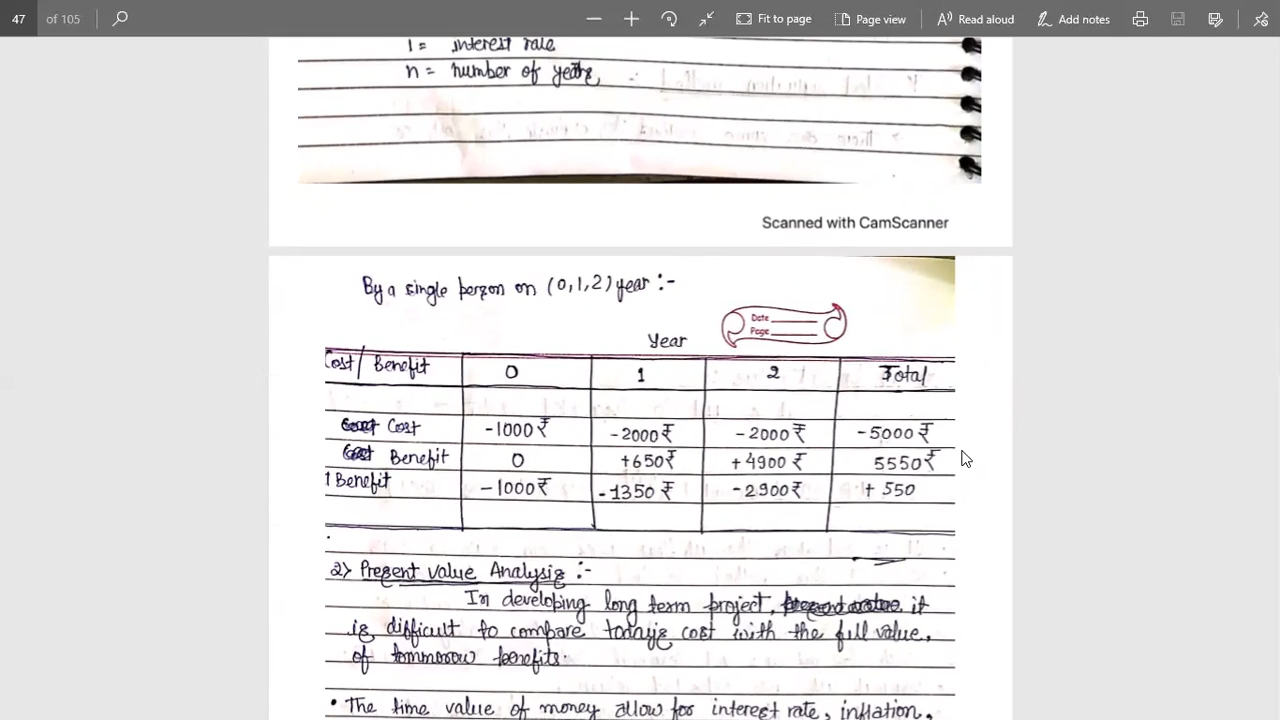 47 of 105 Fit to page Page view Read aloud Add notes
i = interest rate
n = number of years
Scanned with CamScanner
By a single person on (0,1,2) year :-
Date
Page
Year
Cost/ Benefit 0 1 2 Total
Cost -1000 ₹ -2000 ₹ -2000 ₹ -5000 ₹
Benefit 0 +650 ₹ +4900 ₹ 5550 ₹
t Benefit -1000 ₹ -1350 ₹ -2900 ₹ + 550
2> Present value Analysis :-
In developing long term project, it
is difficult to compare today's cost with the full value,
of tommorow benefits.
• The time value of money allow for interest rate, inflation,